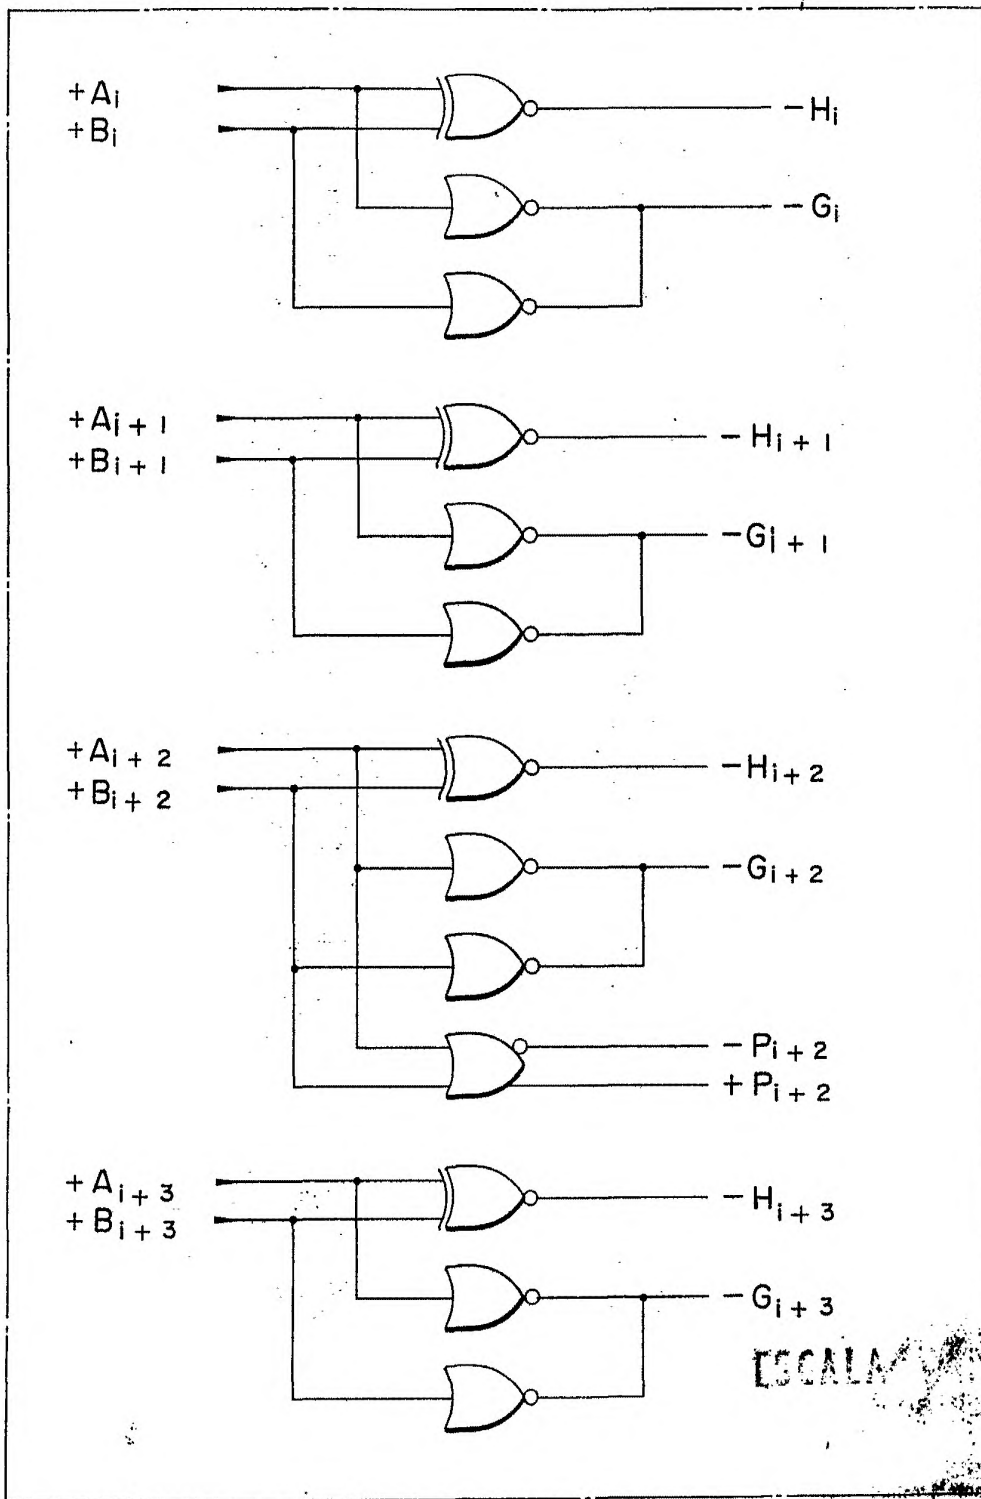 +Ai
+Bi
-Hi
-Gi
+Ai+1
+Bi+1
-Hi+1
-Gi+1
+Ai+2
+Bi+2
-Hi+2
-Gi+2
-Pi+2
+Pi+2
+Ai+3
+Bi+3
-Hi+3
-Gi+3
ESCALA